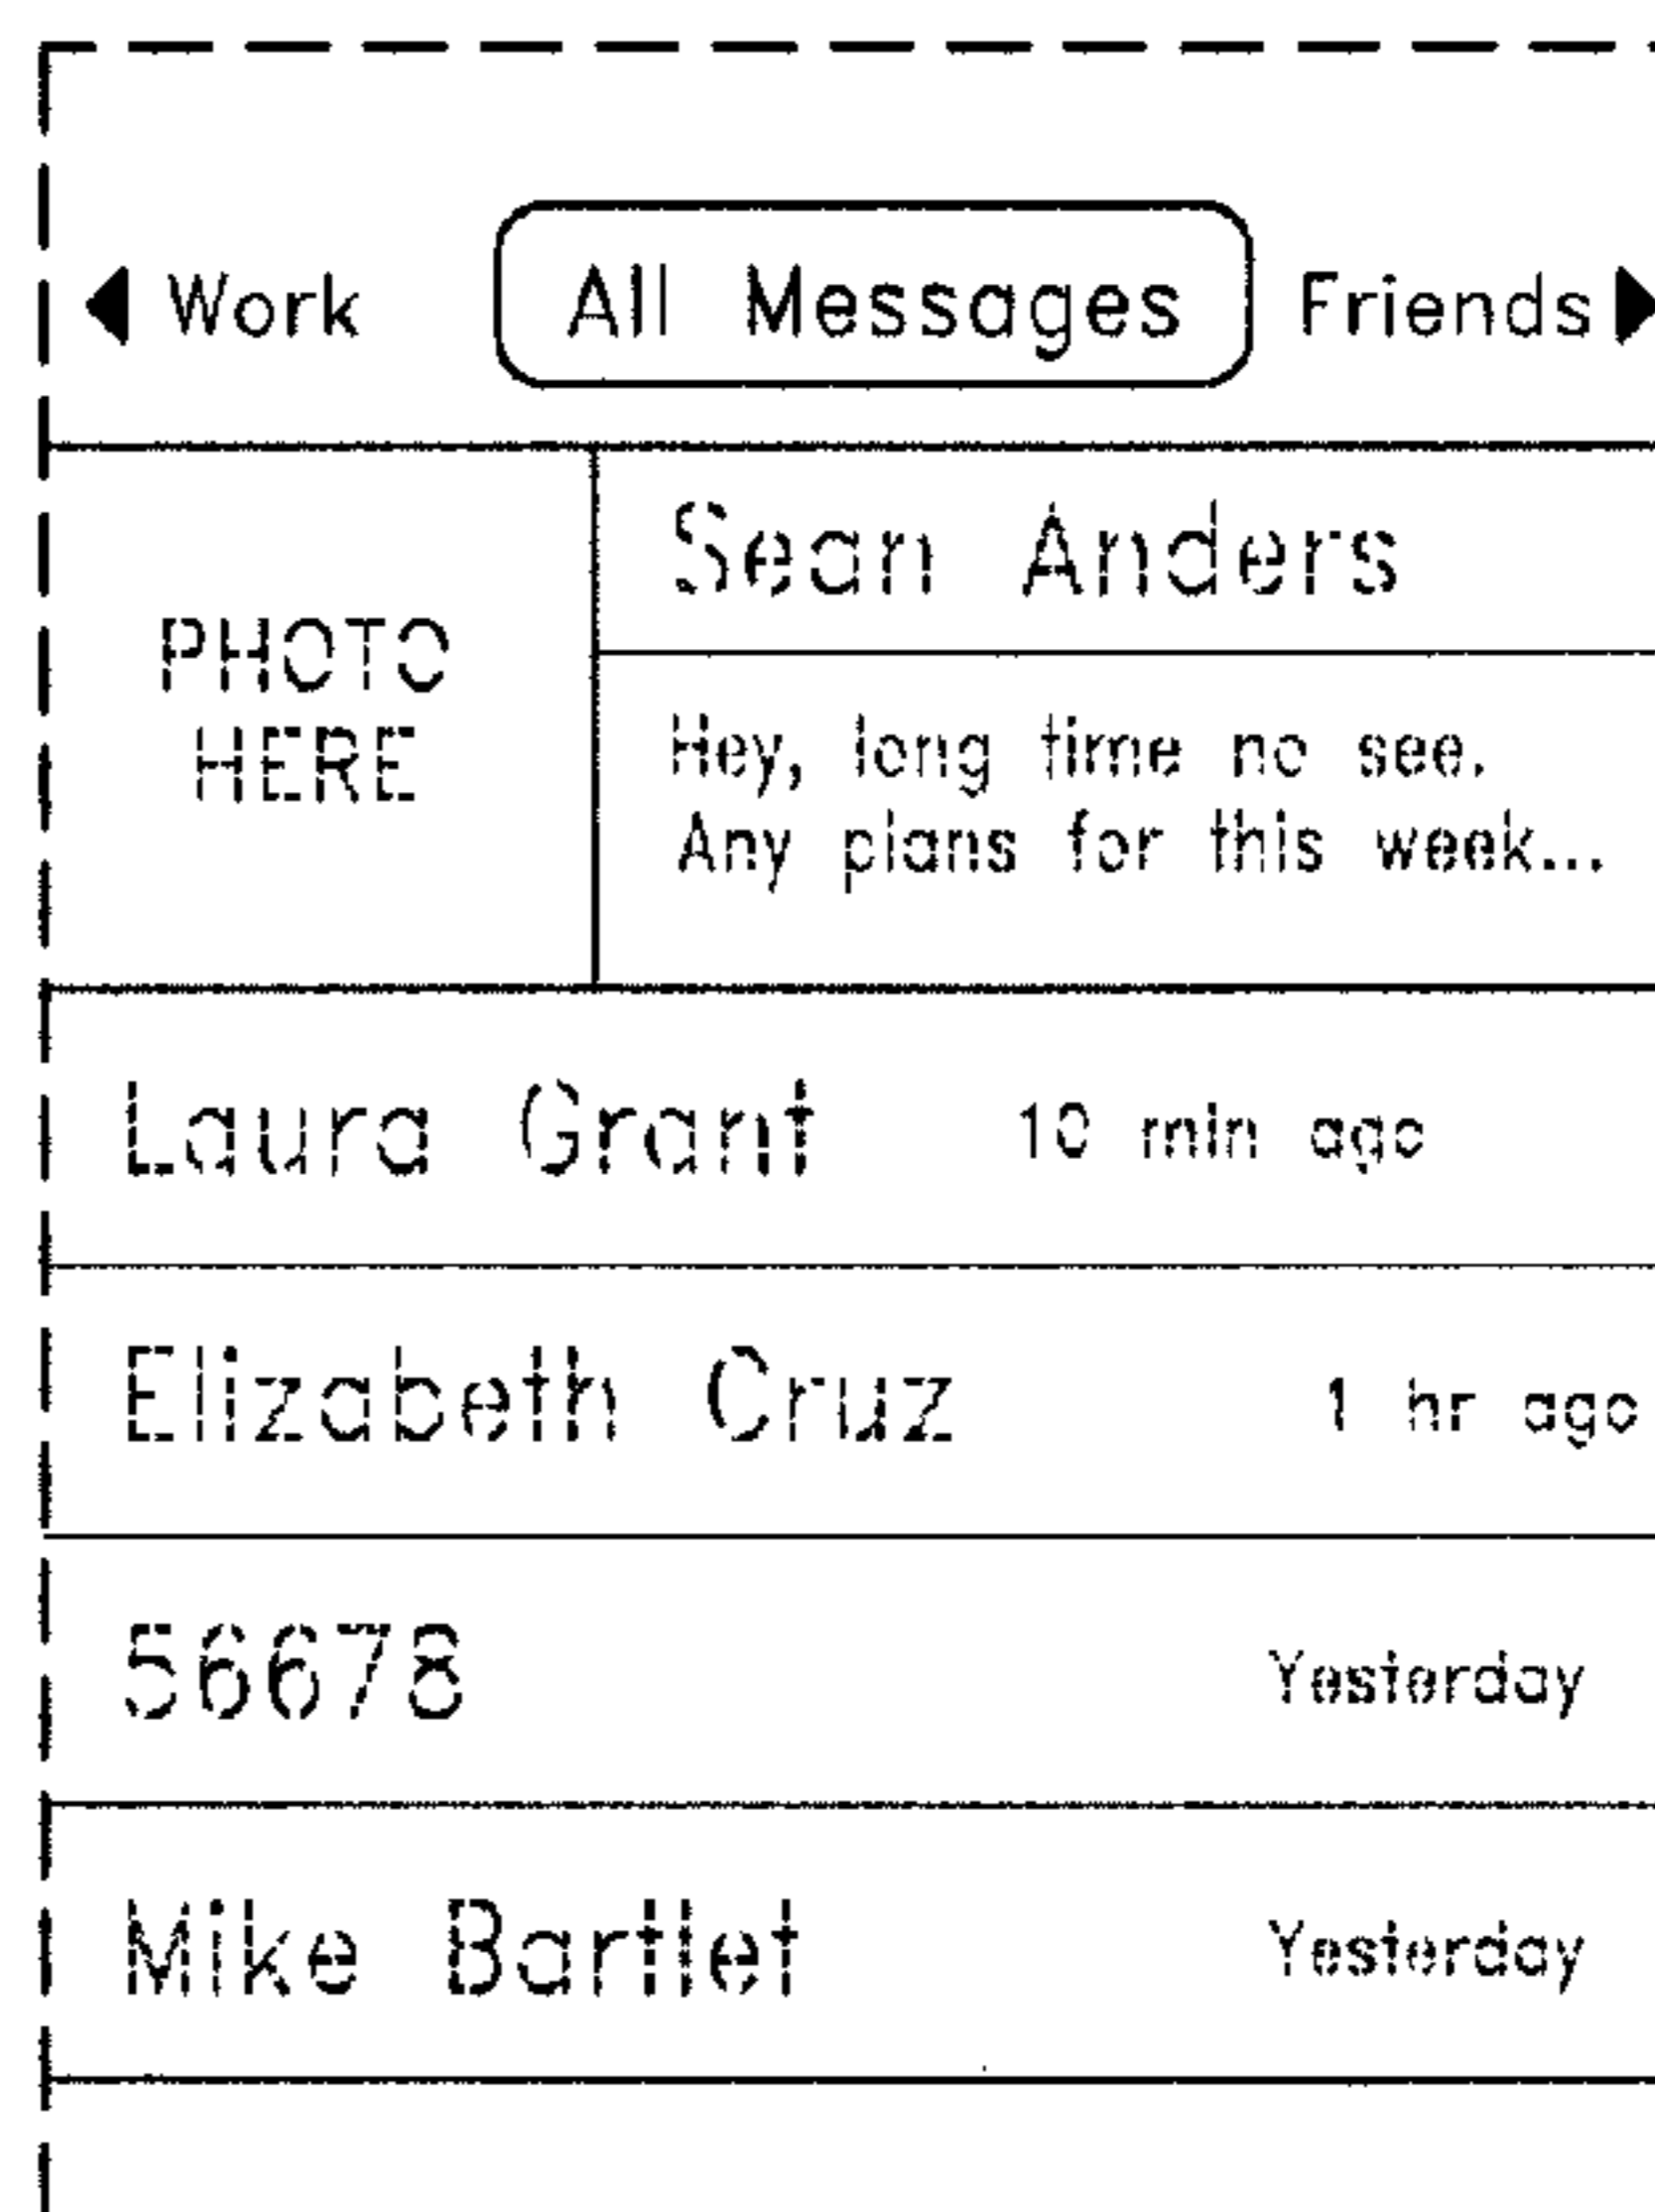 Work All Messages Friends
Sean Anders
PHOTO
HERE
Hey, long time no see.
Any plans for this week...
Laura Grant 10 min ago
Elizabeth Cruz 1 hr ago
56678 Yesterday
Mike Bartlet Yesterday